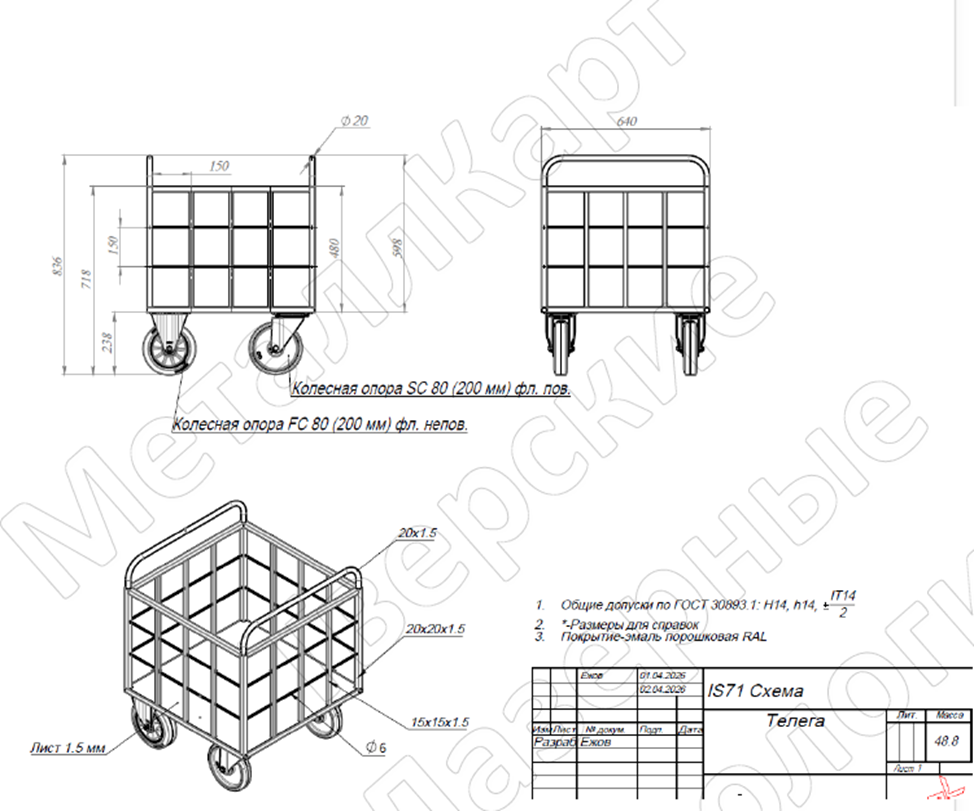 ⌀20
640
150
150
480
598
836
718
238
Колесная опора SC 80 (200 мм) фл. пов.
Колесная опора FC 80 (200 мм) фл. непов.
20x1.5
20x20x1.5
15x15x1.5
Лист 1.5 мм
⌀6
1. Общие допуски по ГОСТ 30893.1: H14, h14, ±IT14/2
2. *-Размеры для справок
3. Покрытие-эмаль порошковая RAL
Ежов 01.04.2026
02.04.2026
IS71 Схема
Телега
Лит. Масса
48.8
Изм Лист № докум. Подп. Дата
Разраб Ежов
Лист 1
-
МеталлКарт
Лазерные